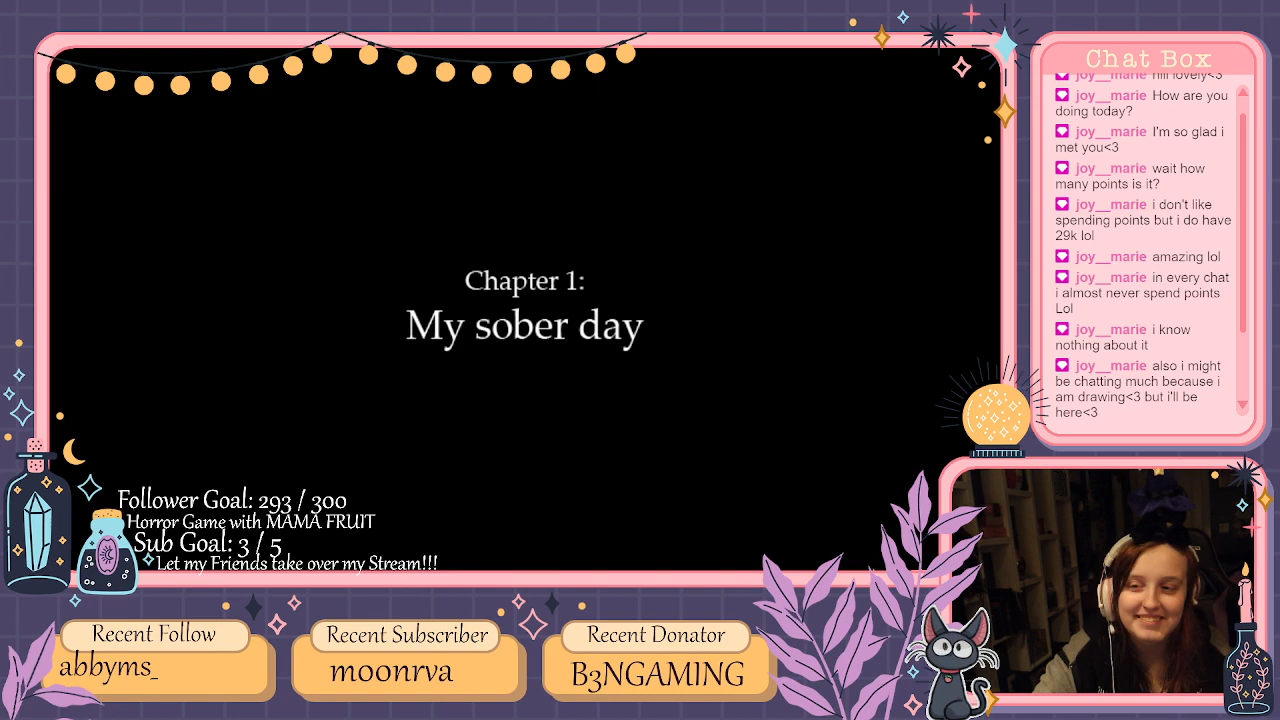 Chat Box
joy__marie hiii lovely<3
joy__marie How are you
doing today?
joy__marie I'm so glad i
met you<3
joy__marie wait how
many points is it?
joy__marie i don't like
spending points but i do have
29k lol
joy__marie amazing lol
joy__marie in every chat
i almost never spend points
Lol
joy__marie i know
nothing about it
joy__marie also i might
be chatting much because i
am drawing<3 but i'll be
here<3
Chapter 1:
My sober day
Follower Goal: 293 / 300
Horror Game with MAMA FRUIT
Sub Goal: 3 / 5
Let my Friends take over my Stream!!!
Recent Follow
abbyms_
Recent Subscriber
moonrva
Recent Donator
B3NGAMING